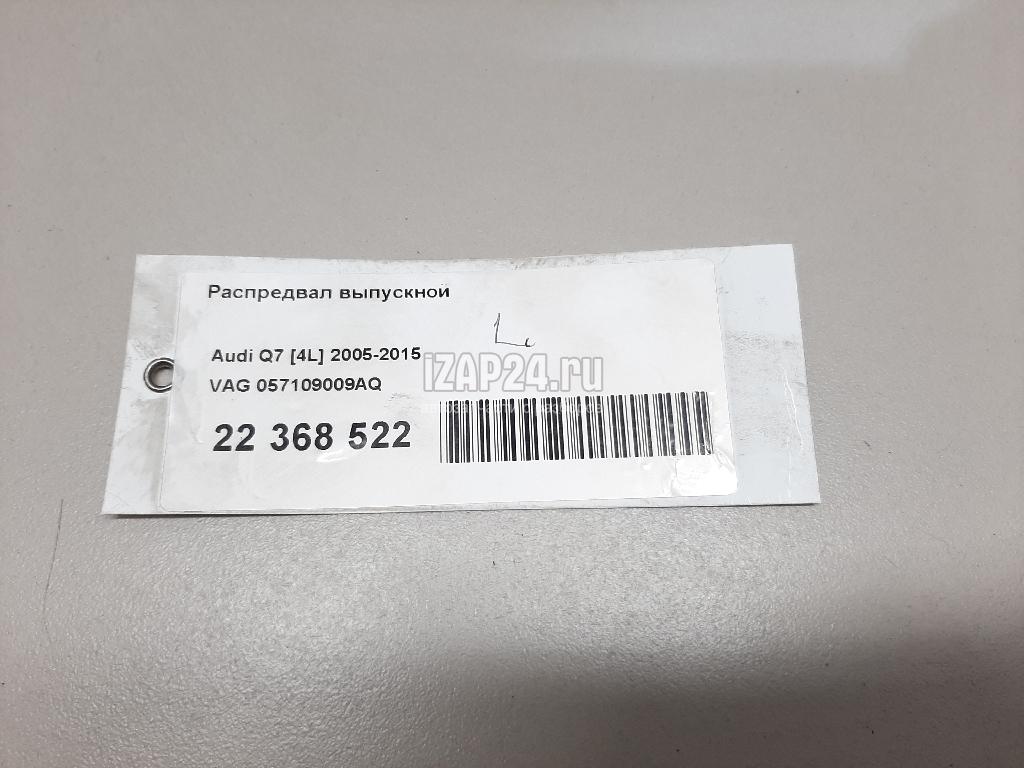 Распредвал выпускной
L
Audi Q7 [4L] 2005-2015
iZAP24.ru
VAG 057109009AQ
22 368 522